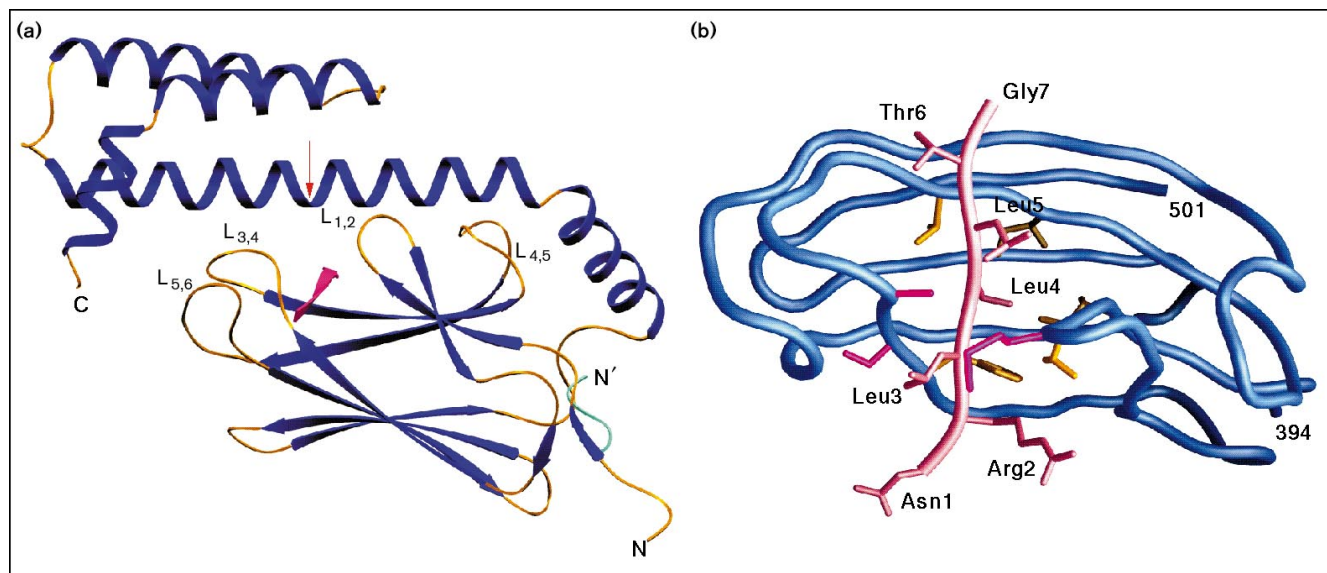 (a)
L1,2
L3,4
L4,5
L5,6
C
N′
N
(b)
Gly7
Thr6
Leu5
501
Leu4
Leu3
394
Arg2
Asn1